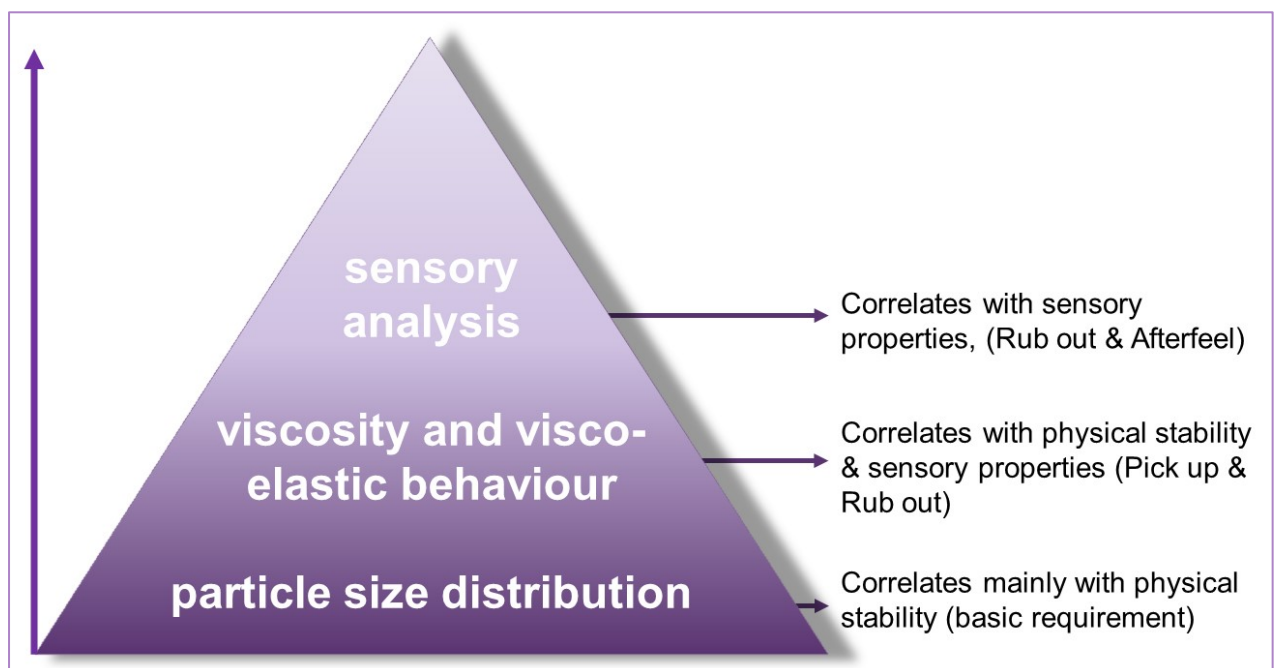 sensory
analysis
Correlates with sensory
properties, (Rub out & Afterfeel)
viscosity and visco-
elastic behaviour
Correlates with physical stability
& sensory properties (Pick up &
Rub out)
particle size distribution
Correlates mainly with physical
stability (basic requirement)